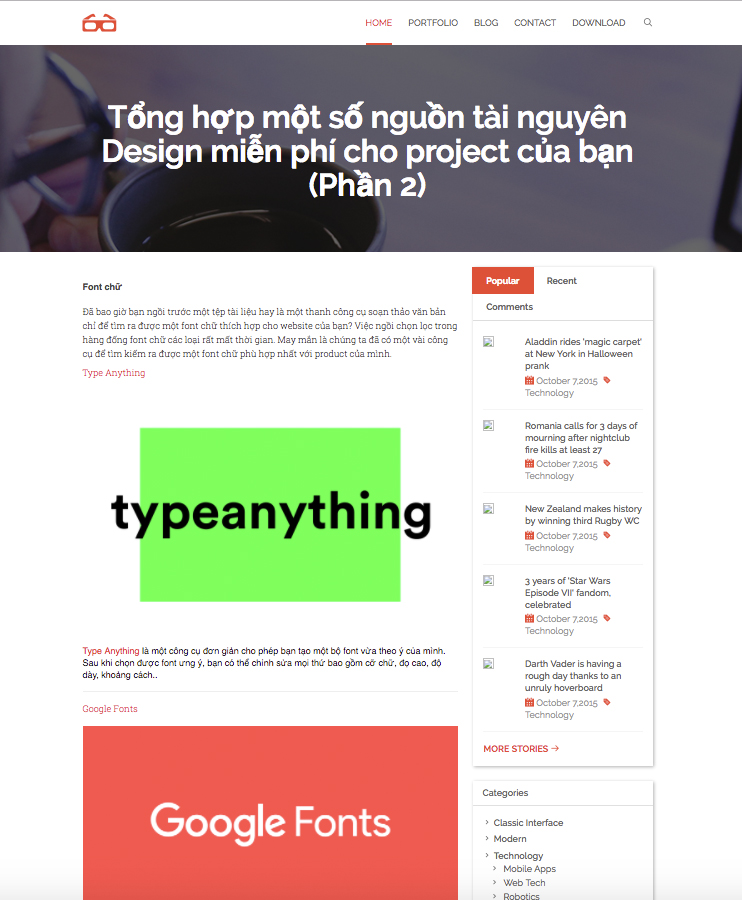 HOME PORTFOLIO BLOG CONTACT DOWNLOAD
Tổng hợp một số nguồn tài nguyên
Design miễn phí cho project của bạn
(Phần 2)
Font chữ
Đã bao giờ bạn ngồi trước một tệp tài liệu hay là một thanh công cụ soạn thảo văn bản
chỉ để tìm ra được một font chữ thích hợp cho website của bạn? Việc ngồi chọn lọc trong
hàng đống font chữ các loại rất mất thời gian. May mắn là chúng ta đã có một vài công
cụ để tìm kiếm ra được một font chữ phù hợp nhất với product của mình.
Type Anything
typeanything
Type Anything là một công cụ đơn giản cho phép bạn tạo một bộ font vừa theo ý của mình.
Sau khi chọn được font ưng ý, bạn có thể chỉnh sửa mọi thứ bao gồm cỡ chữ, đọ cao, độ
dày, khoảng cách..
Google Fonts
Google Fonts
Popular Recent
Comments
Aladdin rides 'magic carpet'
at New York in Halloween
prank
October 7,2015
Technology
Romania calls for 3 days of
mourning after nightclub
fire kills at least 27
October 7,2015
Technology
New Zealand makes history
by winning third Rugby WC
October 7,2015
Technology
3 years of 'Star Wars
Episode VII' fandom,
celebrated
October 7,2015
Technology
Darth Vader is having a
rough day thanks to an
unruly hoverboard
October 7,2015
Technology
MORE STORIES
Categories
Classic Interface
Modern
Technology
Mobile Apps
Web Tech
Robotics